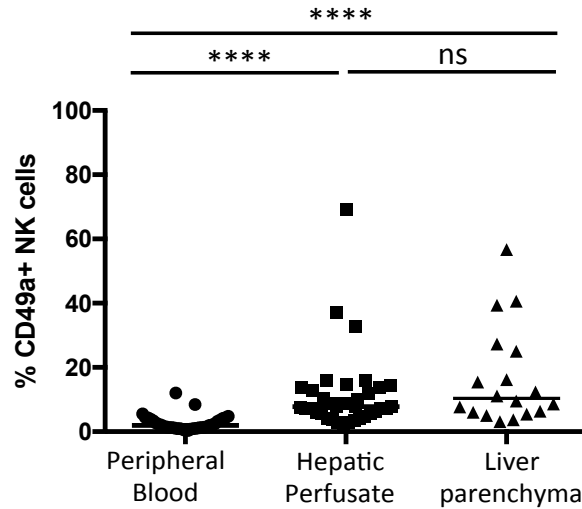 ****
**** ns
% CD49a+ NK cells
100
80
60
40
20
0
Peripheral Blood
Hepatic Perfusate
Liver parenchyma